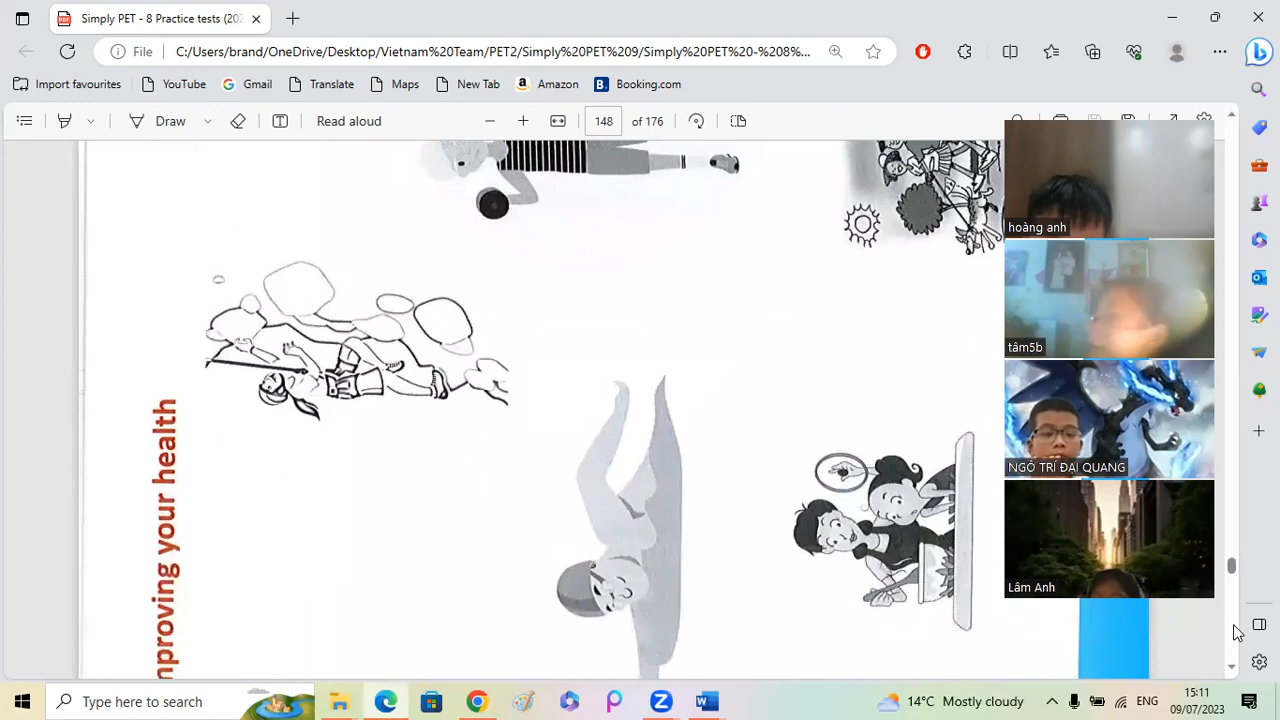 Simply PET - 8 Practice tests (202
File
C:/Users/brand/OneDrive/Desktop/Vietnam%20Team/PET2/Simply%20PET%209/Simply%20PET%20-%208%...
Import favourites
YouTube
Gmail
Translate
Maps
New Tab
Amazon
Booking.com
Draw
Read aloud
148
of 176
nproving your health
hoàng anh
tâm5b
NGÔ TRÍ ĐẠI QUANG
Lâm Anh
Type here to search
14°C Mostly cloudy
ENG
15:11
09/07/2023